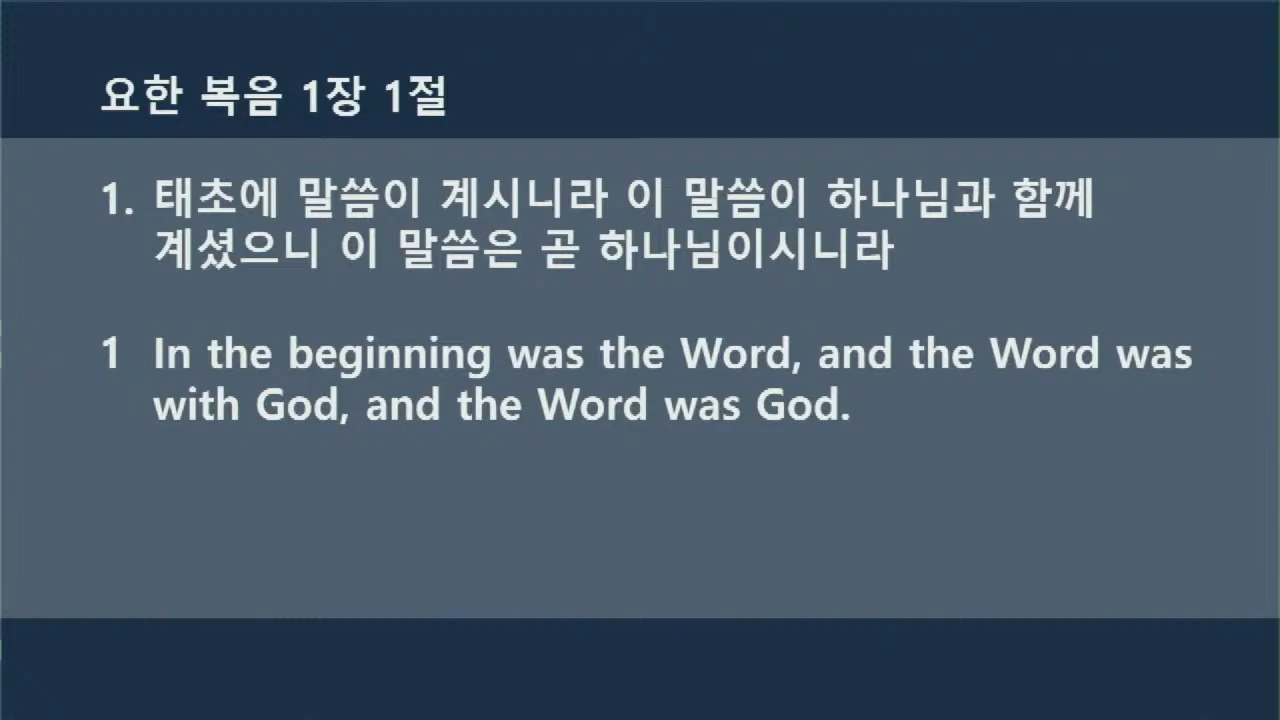 요한 복음 1장 1절
1. 태초에 말씀이 계시니라 이 말씀이 하나님과 함께
계셨으니 이 말씀은 곧 하나님이시니라
1 In the beginning was the Word, and the Word was
with God, and the Word was God.